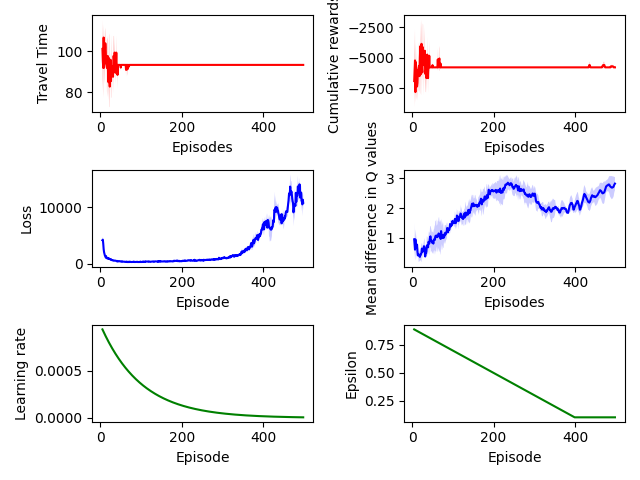 Travel Time
100
80
0
200
400
Episodes
Cumulative rewards
−2500
−5000
−7500
0
200
400
Episodes
Loss
10000
0
0
200
400
Episode
Mean difference in Q values
3
2
1
0
200
400
Episodes
Learning rate
0.0005
0.0000
0
200
400
Episode
Epsilon
0.75
0.50
0.25
0
200
400
Episode